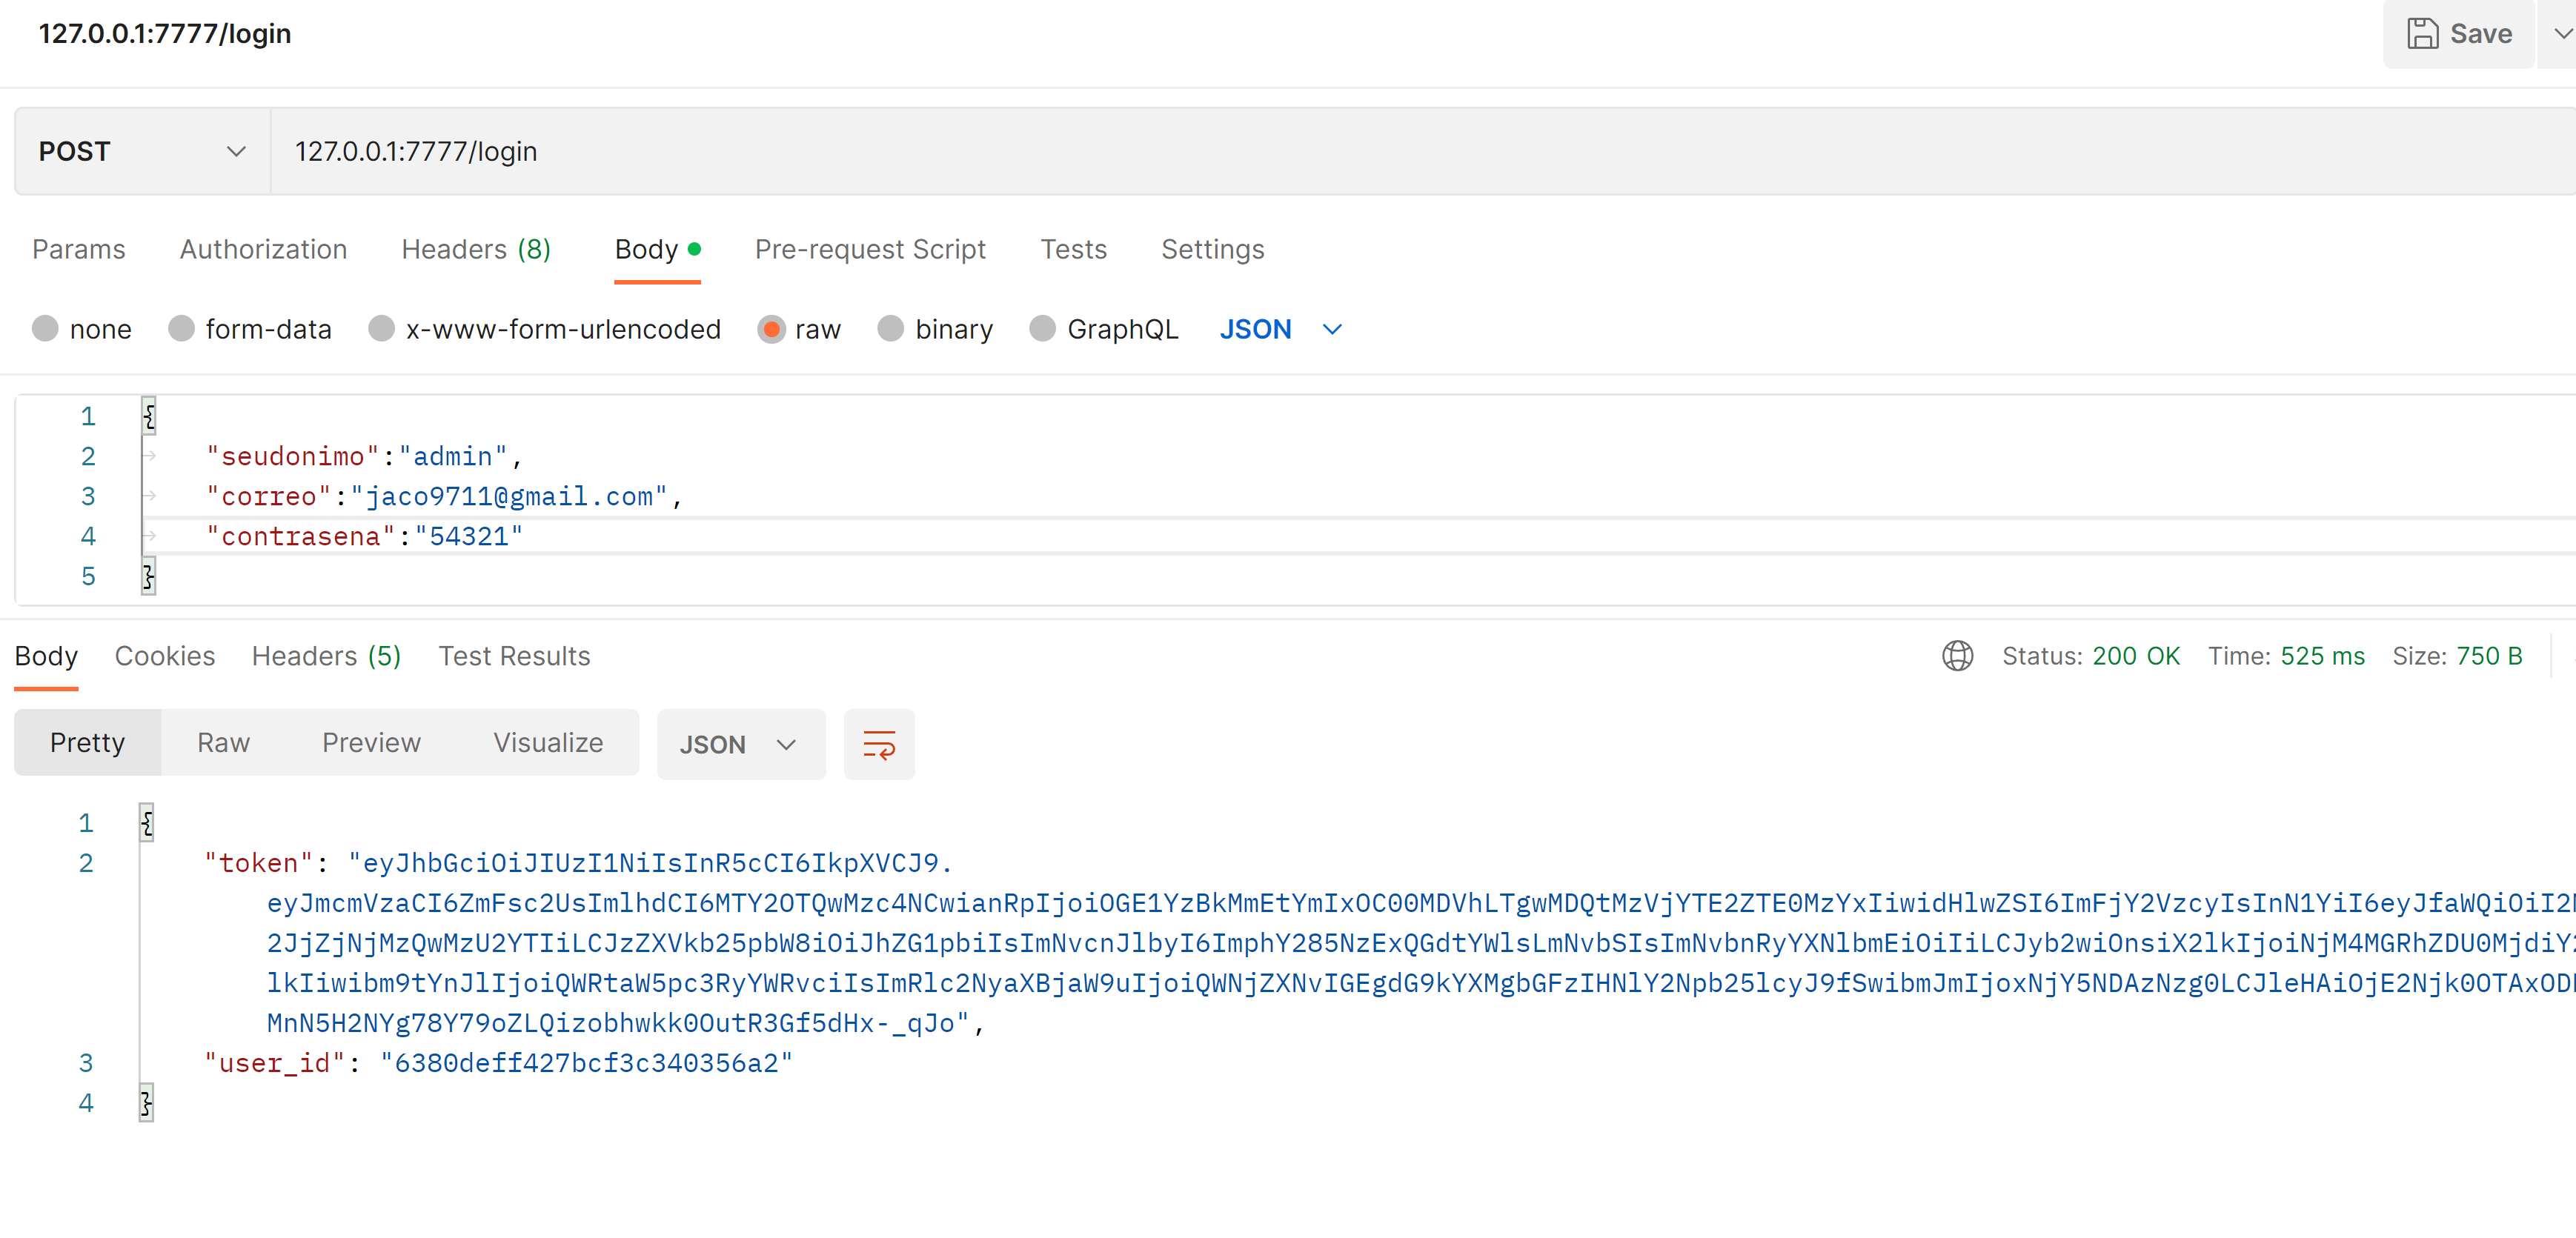 127.0.0.1:7777/login
Save
POST
127.0.0.1:7777/login
Params Authorization Headers (8) Body Pre-request Script Tests Settings
none form-data x-www-form-urlencoded raw binary GraphQL JSON
1 {
2 "seudonimo":"admin",
3 "correo":"jaco9711@gmail.com",
4 "contrasena":"54321"
5 }
Body Cookies Headers (5) Test Results Status: 200 OK Time: 525 ms Size: 750 B
Pretty Raw Preview Visualize JSON
1 {
2 "token": "eyJhbGciOiJIUzI1NiIsInR5cCI6IkpXVCJ9.
eyJmcmVzaCI6ZmFsc2UsImlhdCI6MTY2OTQwMzc4NCwianRpIjoiOGE1YzBkMmEtYmIxOC00MDVhLTgwMDQtMzVjYTE2ZTE0MzYxIiwidHlwZSI6ImFjY2VzcyIsInN1YiI6eyJfaWQiOiI2
2JjZjNjMzQwMzU2YTIiLCJzZXVkb25pbW8iOiJhZG1pbiIsImNvcnJlbyI6ImphY285NzExQGdtYWlsLmNvbSIsImNvbnRyYXNlbmEiOiIiLCJyb2wiOnsiX2lkIjoiNjM4MGRhZDU0MjdiY
lkIiwibm9tYnJlIjoiQWRtaW5pc3RyYWRvciIsImRlc2NyaXBjaW9uIjoiQWNjZXNvIGEgdG9kYXMgbGFzIHNlY2Npb25lcyJ9fSwibmJmIjoxNjY5NDAzNzg0LCJleHAiOjE2Njk0OTAxOD
MnN5H2NYg78Y79oZLQizobhwkk0OutR3Gf5dHx-_qJo",
3 "user_id": "6380deff427bcf3c340356a2"
4 }